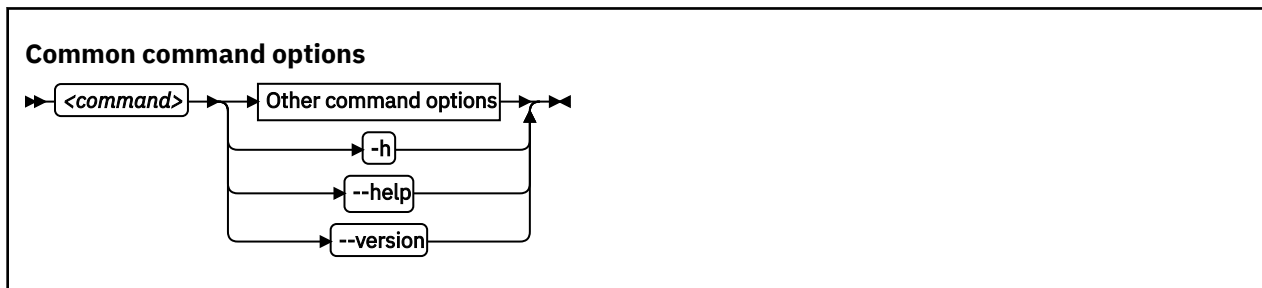 Common command options
<command> Other command options
-h
--help
--version